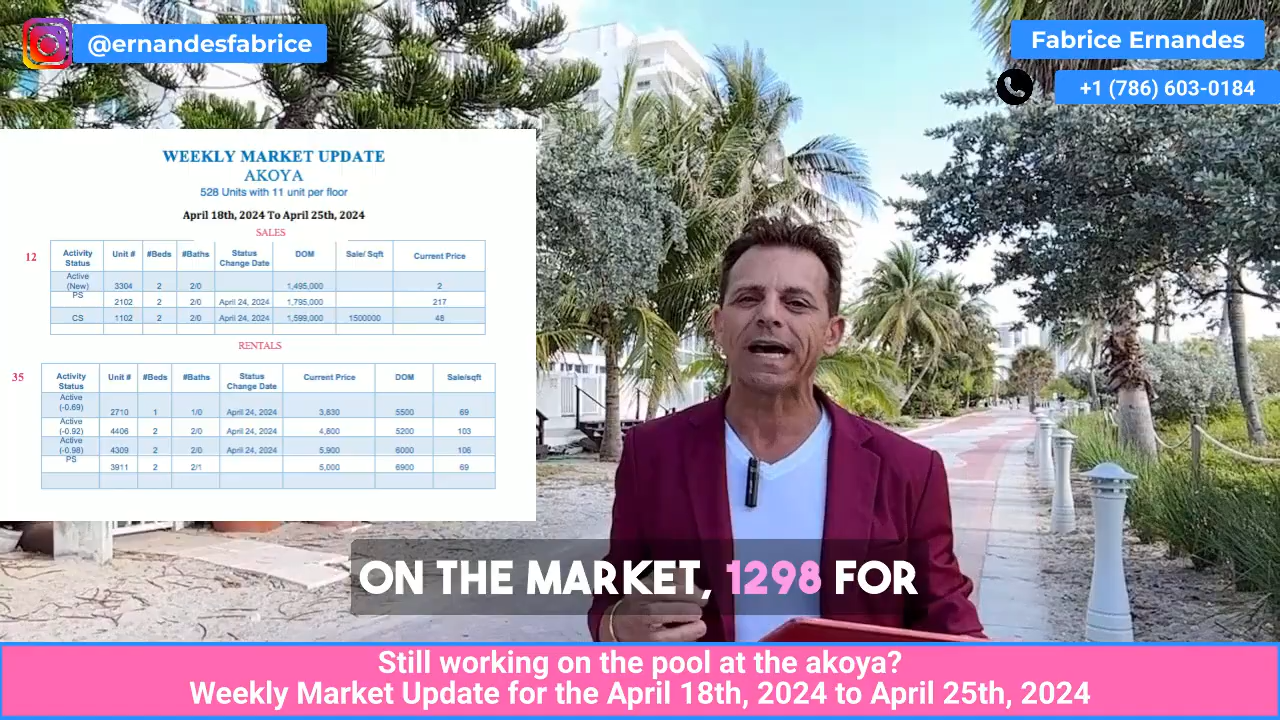 @ernandesfabrice
Fabrice Ernandes
+1 (786) 603-0184
WEEKLY MARKET UPDATE
AKOYA
528 Units with 11 unit per floor
April 18th, 2024 To April 25th, 2024
SALES
12
Activity Status Unit # #Beds #Baths Status Change Date DOM Sale/ Sqft Current Price
Active (New) 3304 2 2/0 1,495,000 2
PS 2102 2 2/0 April 24, 2024 1,795,000 217
CS 1102 2 2/0 April 24, 2024 1,599,000 1500000 48
RENTALS
35
Activity Status Unit # #Beds #Baths Status Change Date Current Price DOM Sale/sqft
Active (-0.69) 2710 1 1/0 April 24, 2024 3,830 5500 69
Active (-0.92) 4406 2 2/0 April 24, 2024 4,800 5200 103
Active (-0.98) 4309 2 2/0 April 24, 2024 5,900 6000 106
PS 3911 2 2/1 5,000 6900 69
ON THE MARKET, 1298 FOR
Still working on the pool at the akoya?
Weekly Market Update for the April 18th, 2024 to April 25th, 2024